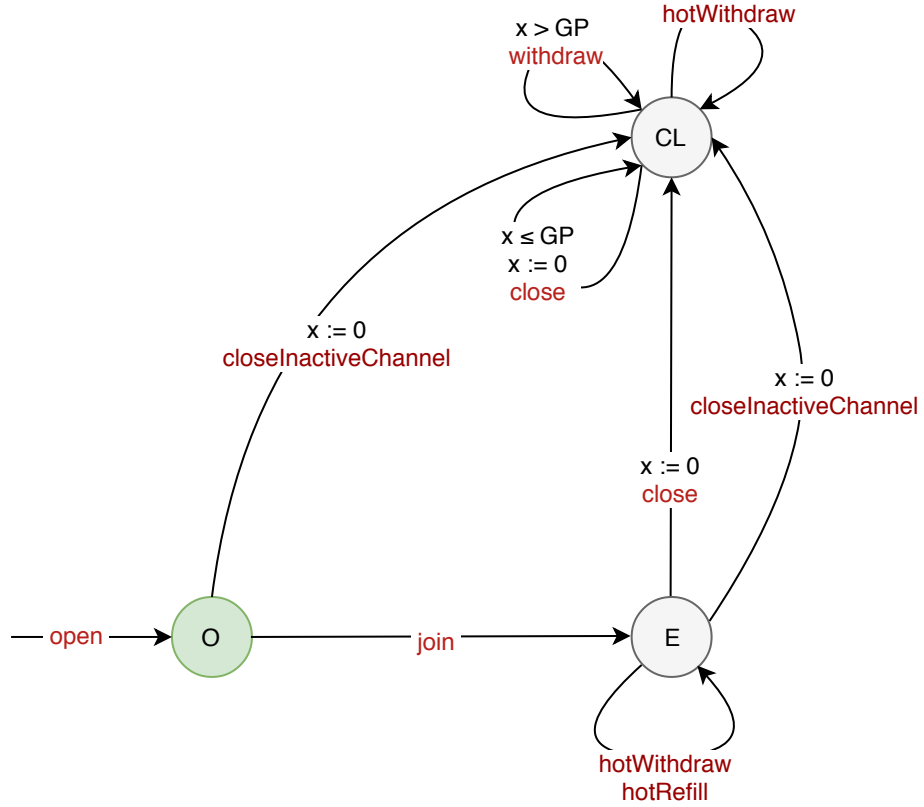 hotWithdraw
x > GP
withdraw
CL
x ≤ GP
x := 0
close
x := 0
closeInactiveChannel
x := 0
closeInactiveChannel
x := 0
close
open
O
join
E
hotWithdraw
hotRefill